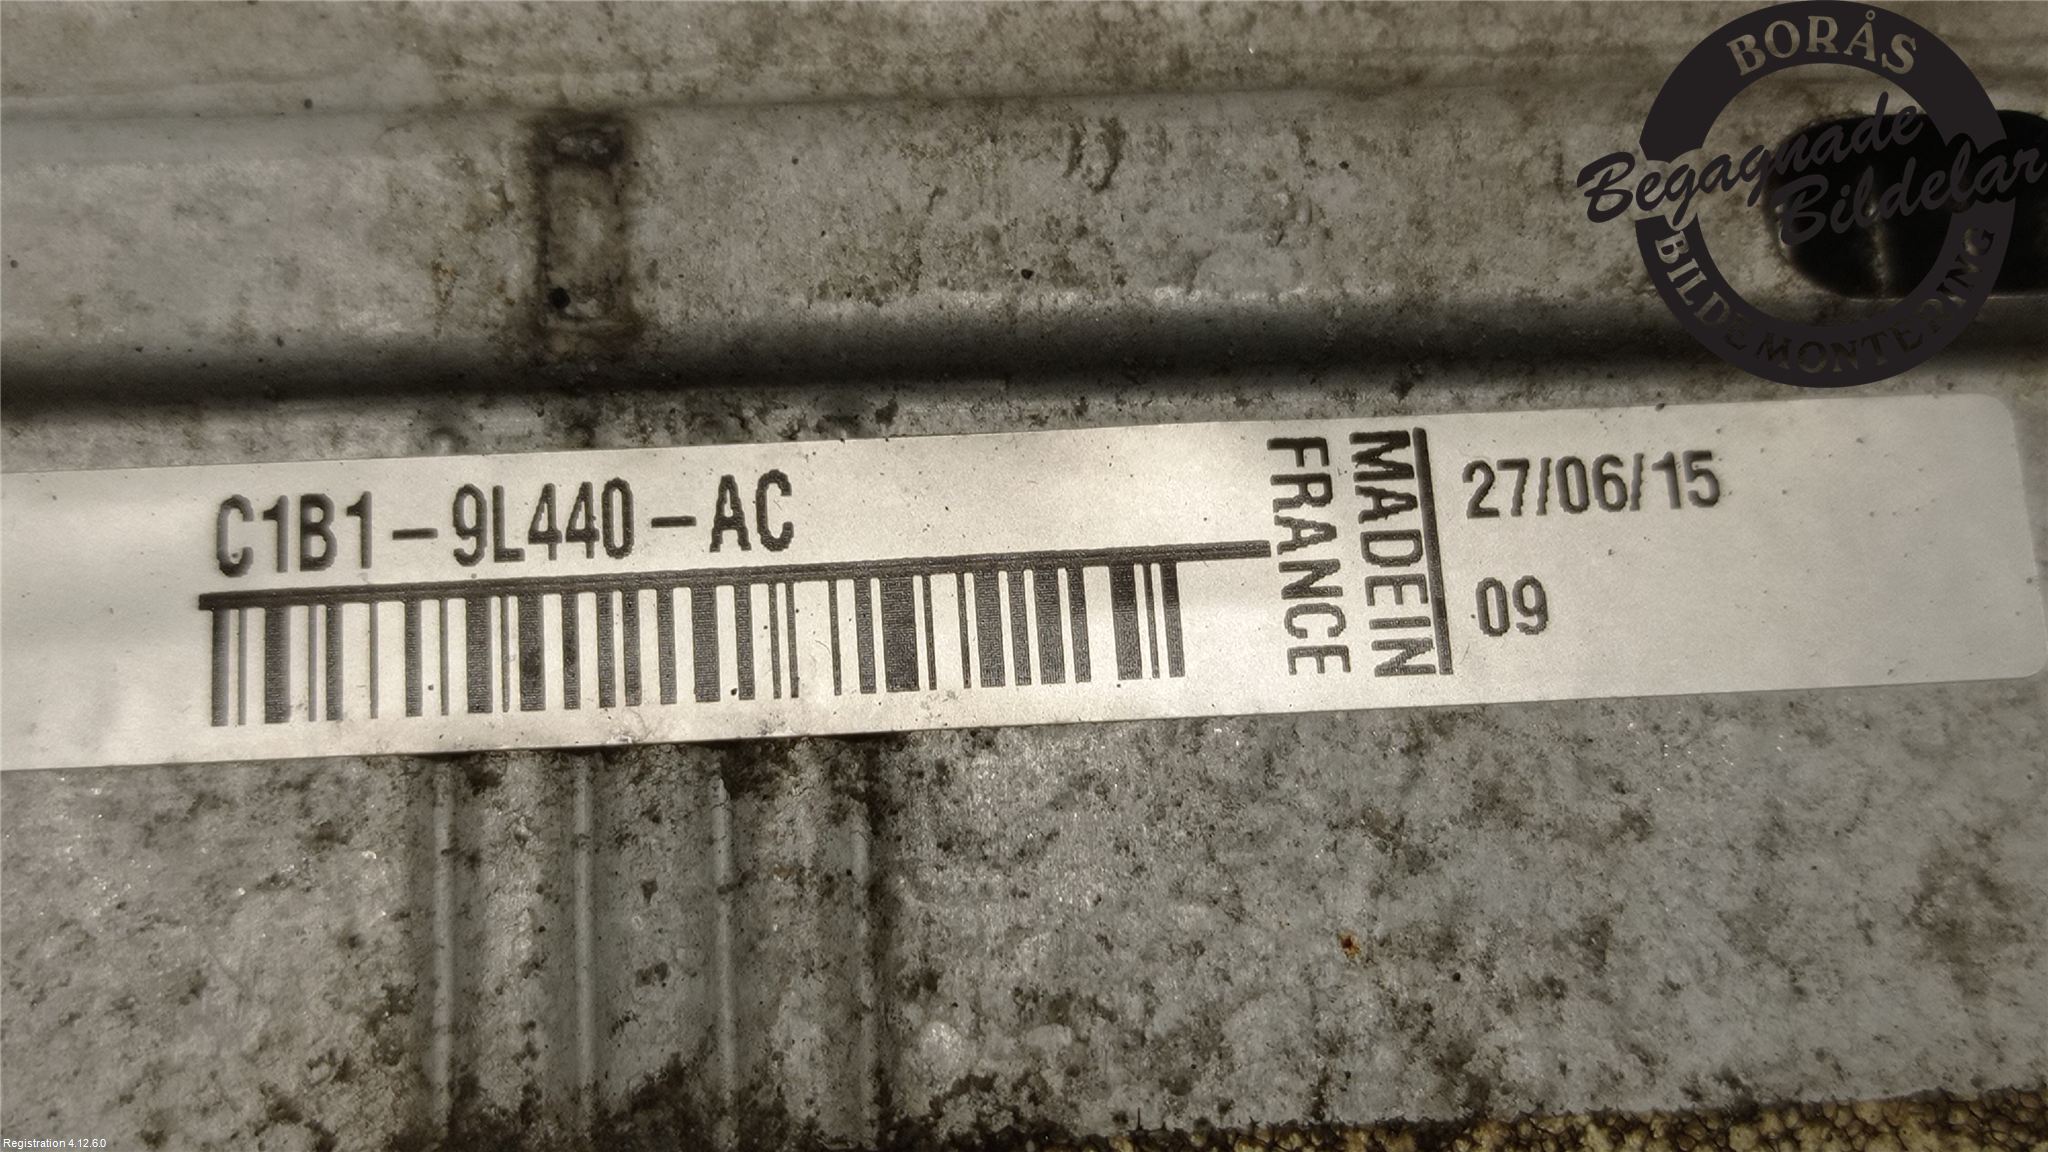 BORÅS
Begagnade
Bildelar
BILDEMONTERING
C1B1-9L440-AC
MADE IN
FRANCE
27/06/15
09
Registration 4.12.6.0